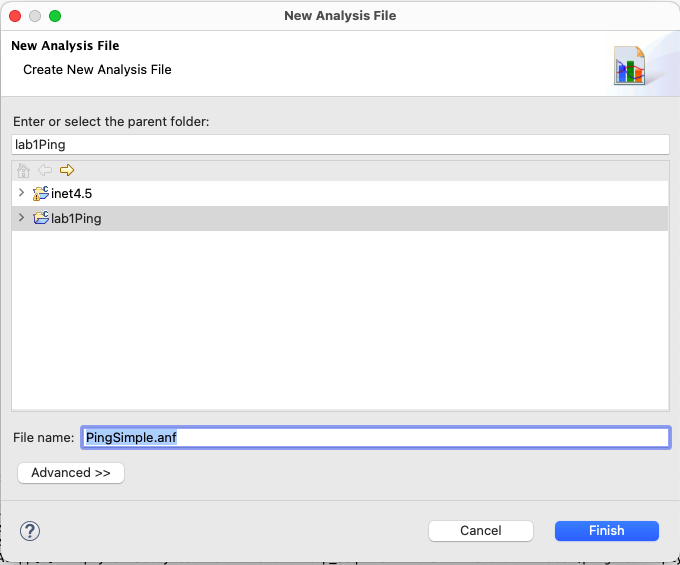 New Analysis File
New Analysis File
Create New Analysis File
Enter or select the parent folder:
lab1Ping
inet4.5
lab1Ping
File name: PingSimple.anf
Advanced >>
? Cancel Finish